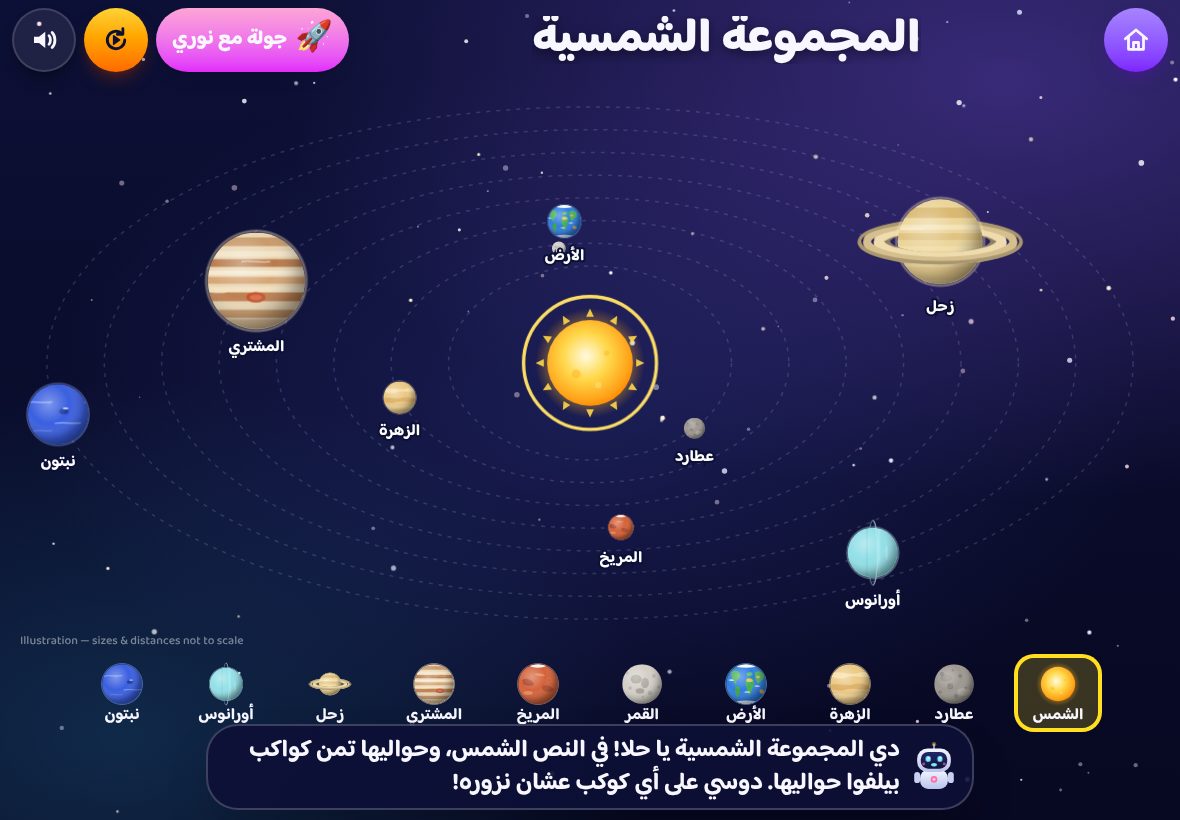 المجموعة الشمسية
جولة مع نوري
الأرض
زحل
المشتري
الزهرة
نبتون
عطارد
المريخ
أورانوس
Illustration — sizes & distances not to scale
الشمس
عطارد
الزهرة
الأرض
القمر
المريخ
المشتري
زحل
أورانوس
نبتون
دي المجموعة الشمسية يا حلا! في النص الشمس، وحواليها تمن كواكب
بيلفوا حواليها. دوسي على أي كوكب عشان نزوره!